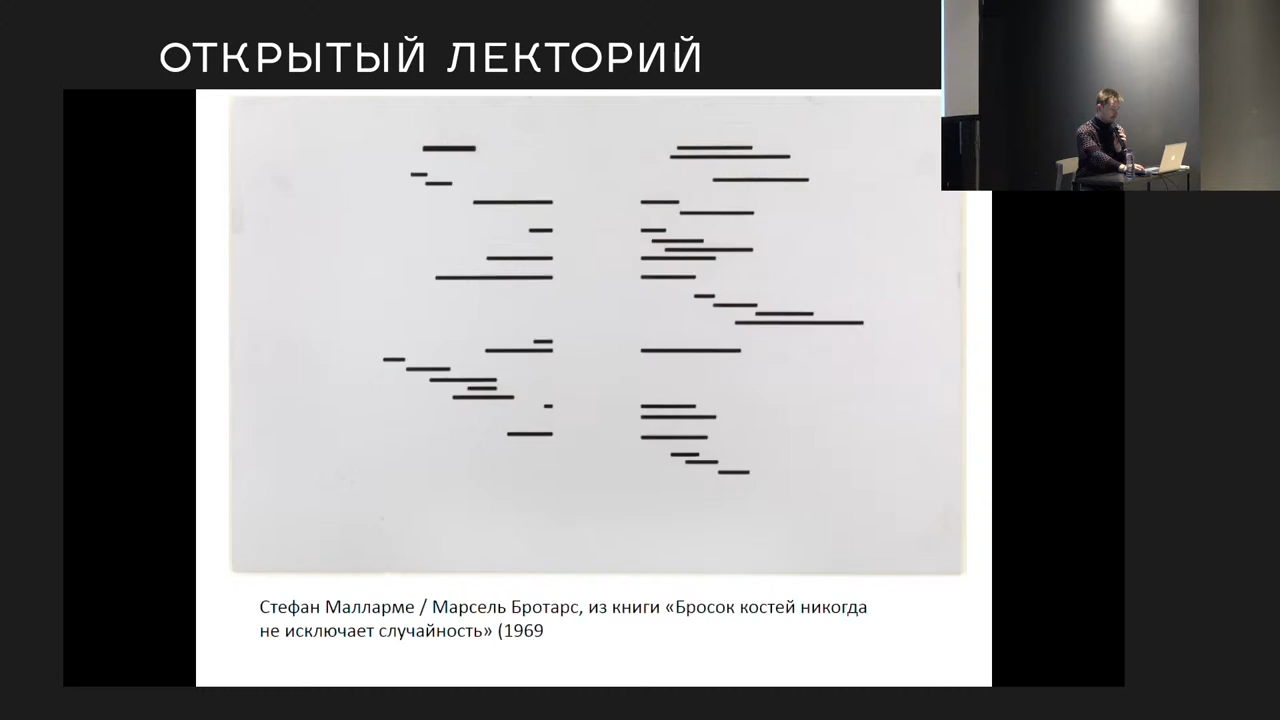 ОТКРЫТЫЙ ЛЕКТОРИЙ
Стефан Малларме / Марсель Бротарс, из книги «Бросок костей никогда
не исключает случайность» (1969